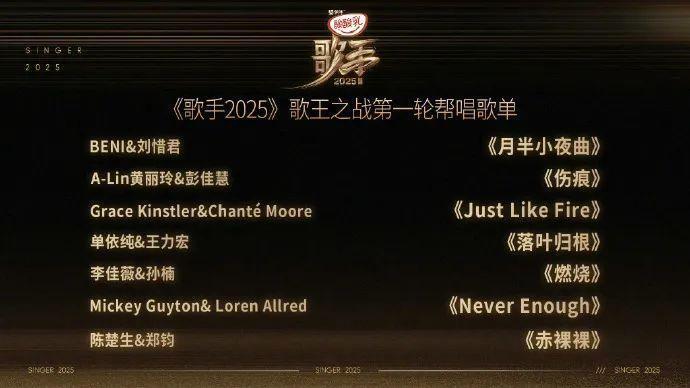 SINGER
2025
酸酸乳
歌手
2025
《歌手2025》歌王之战第一轮帮唱歌单
BENI&刘惜君 《月半小夜曲》
A-Lin黄丽玲&彭佳慧 《伤痕》
Grace Kinstler&Chanté Moore 《Just Like Fire》
单依纯&王力宏 《落叶归根》
李佳薇&孙楠 《燃烧》
Mickey Guyton& Loren Allred 《Never Enough》
陈楚生&郑钧 《赤裸裸》
SINGER 2025 SINGER 2025 /// SINGER 2025